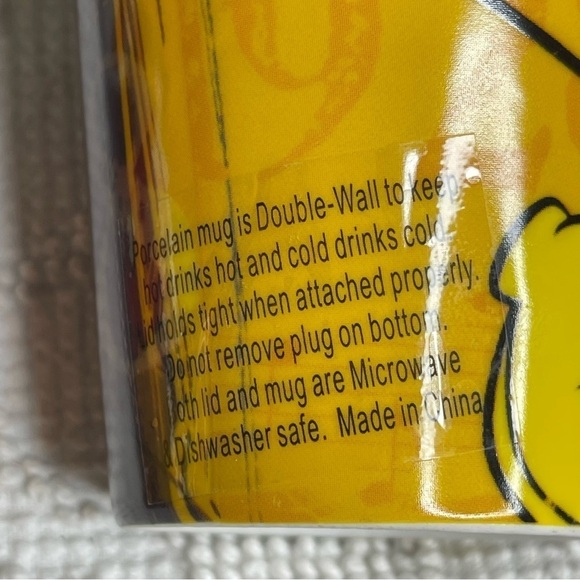 Porcelain mug is Double-Wall to keep
hot drinks hot and cold drinks cold.
Lid holds tight when attached properly.
Do not remove plug on bottom.
Both lid and mug are Microwave
& Dishwasher safe. Made in China